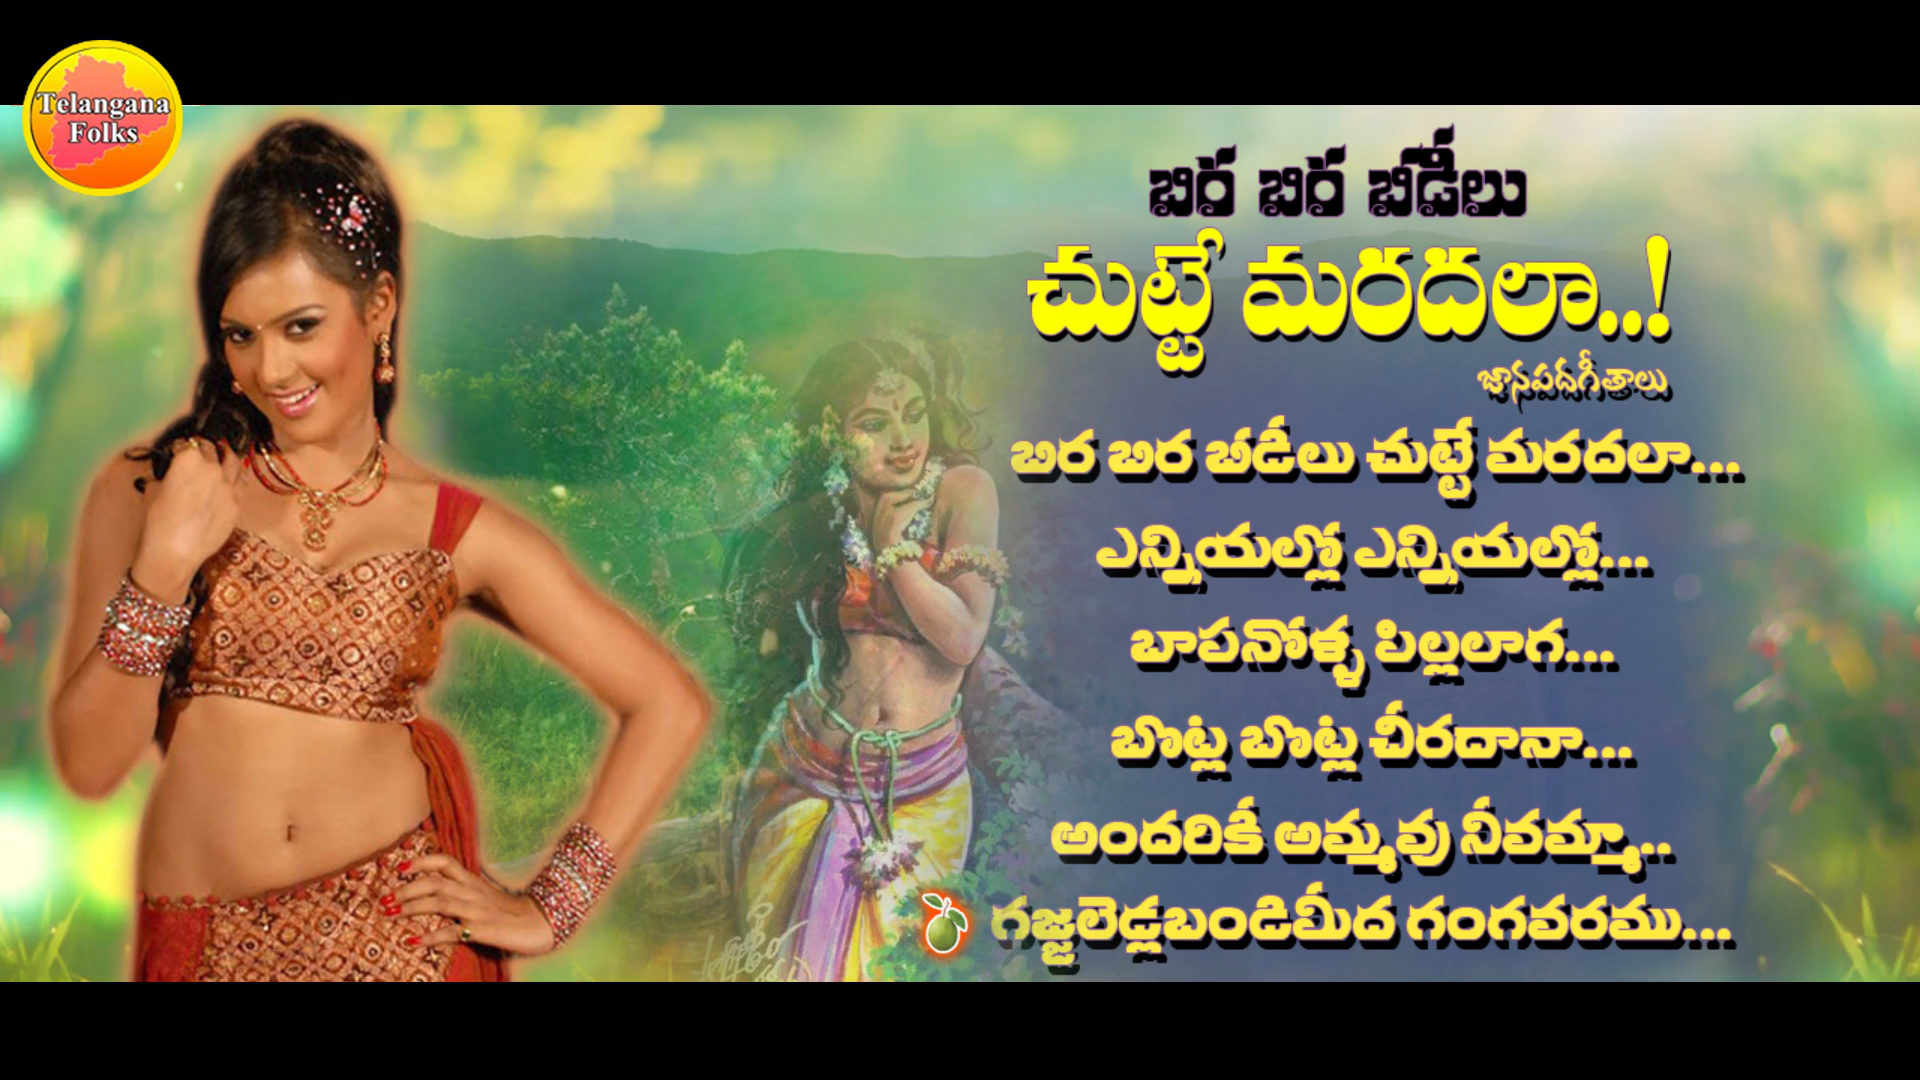 Telangana
Folks
బిర బిర బీడీలు
చుట్టే మరదలా..!
జానపదగీతాలు
బిర బిర బీడీలు చుట్టే మరదలా...
ఎన్నియల్లో ఎన్నియల్లో...
బాపనోళ్ళ పిల్లలాగ...
బొట్ల బొట్ల చీరదానా...
అందరికీ అమ్మవు నీవమ్మా..
గజ్జలెడ్లబండిమీద గంగవరము...